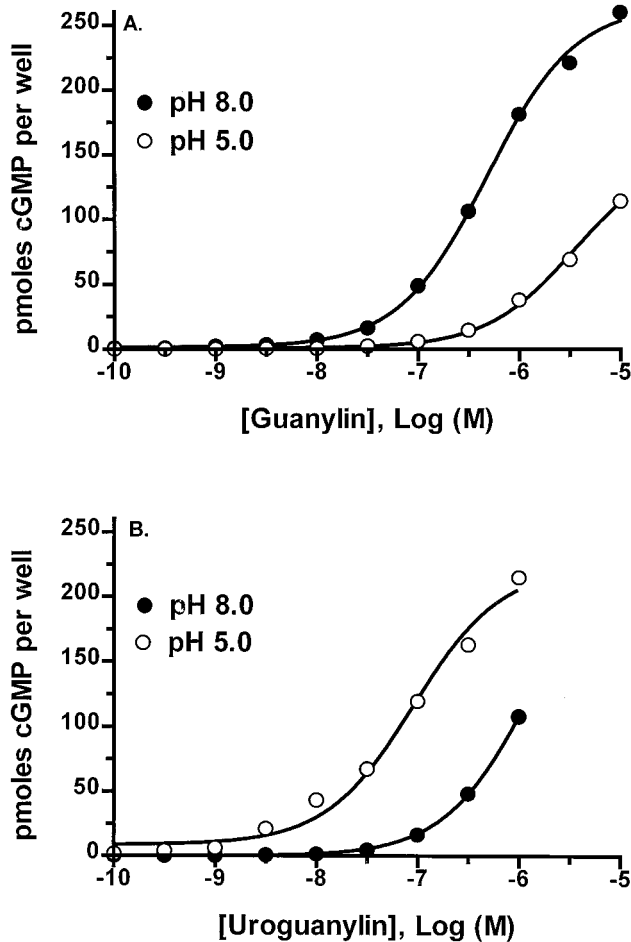 A.
250
200
150
100
50
0
pmoles cGMP per well
pH 8.0
pH 5.0
-10 -9 -8 -7 -6 -5
[Guanylin], Log (M)
B.
250
200
150
100
50
0
pmoles cGMP per well
pH 8.0
pH 5.0
-10 -9 -8 -7 -6 -5
[Uroguanylin], Log (M)